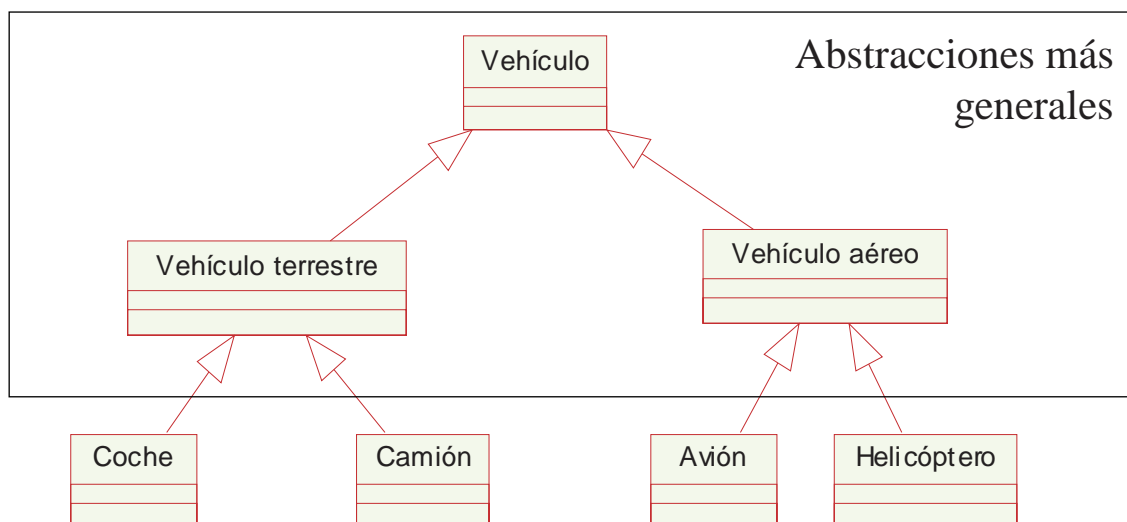 Vehículo
Abstracciones más
generales
Vehículo terrestre
Vehículo aéreo
Coche
Camión
Avión
Helicóptero